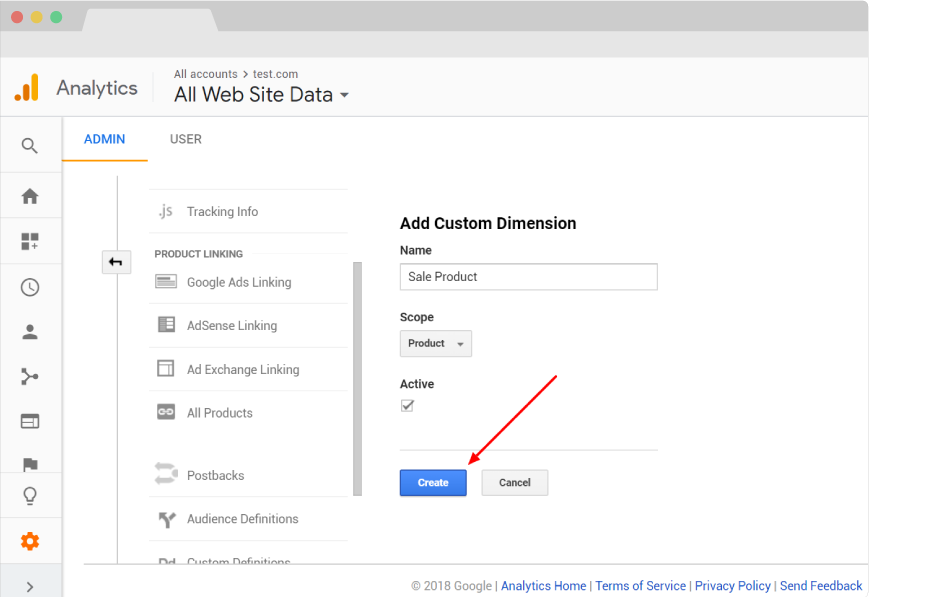 Analytics
All accounts > test.com
All Web Site Data
ADMIN
USER
.js Tracking Info
PRODUCT LINKING
Google Ads Linking
AdSense Linking
Ad Exchange Linking
All Products
Postbacks
Audience Definitions
Dd Custom Definitions
Add Custom Dimension
Name
Sale Product
Scope
Product
Active
Create
Cancel
© 2018 Google | Analytics Home | Terms of Service | Privacy Policy | Send Feedback